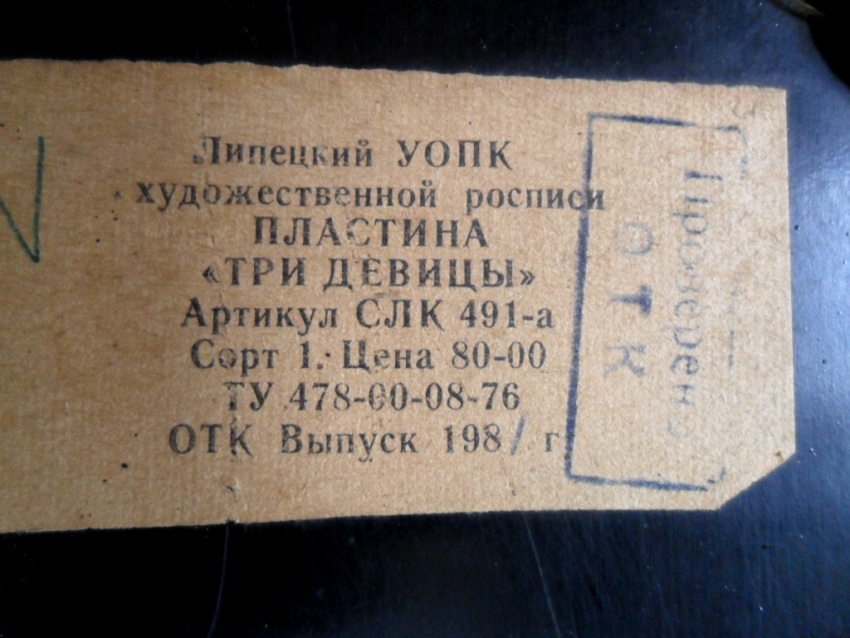 Липецкий УОПК
художественной росписи
ПЛАСТИНА
«ТРИ ДЕВИЦЫ»
Артикул СЛК 491-а
Сорт 1. Цена 80-00
ТУ 478-00-08-76
ОТК Выпуск 1981 г
Проверено
ОТК